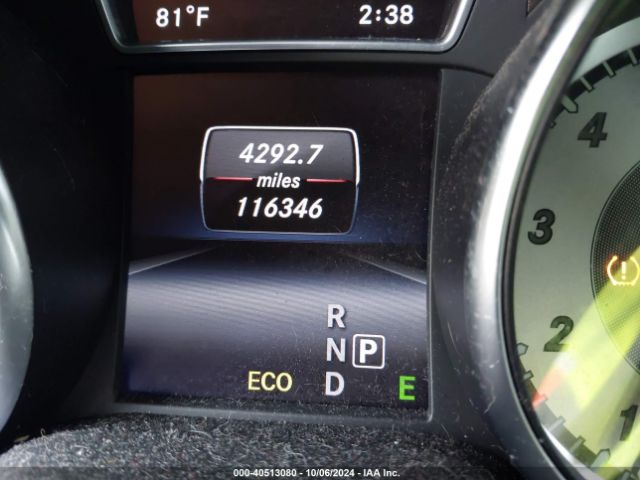 81°F 2:38
4292.7
miles
116346
R
N P
ECO D E
4
3
2
1
000-40513080 - 10/06/2024 - IAA Inc.